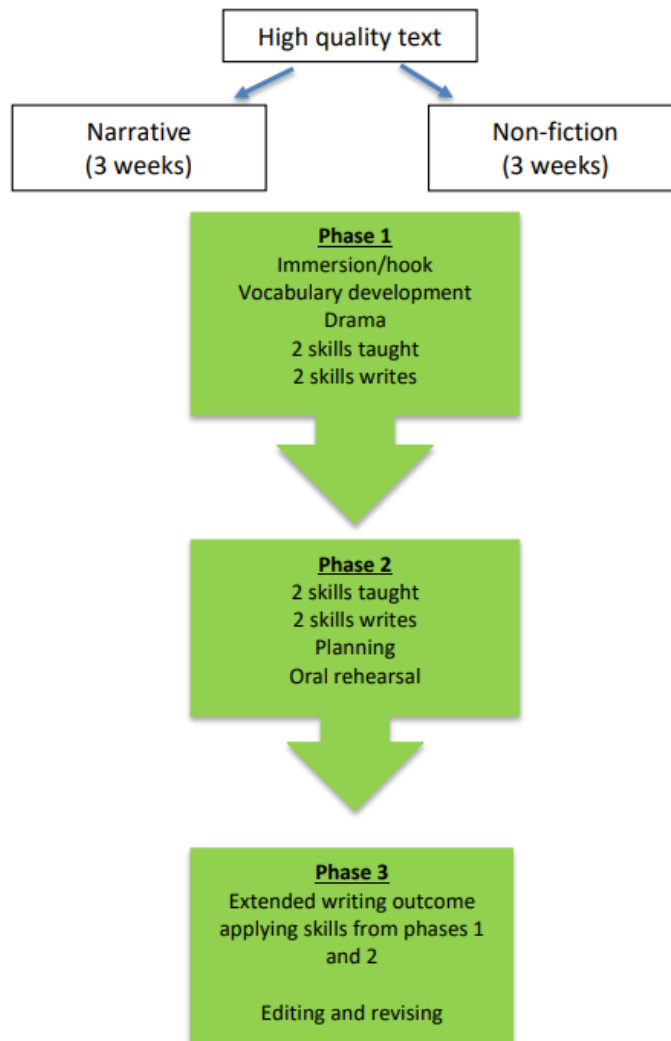 High quality text
Narrative
(3 weeks)
Non-fiction
(3 weeks)
Phase 1
Immersion/hook
Vocabulary development
Drama
2 skills taught
2 skills writes
Phase 2
2 skills taught
2 skills writes
Planning
Oral rehearsal
Phase 3
Extended writing outcome
applying skills from phases 1
and 2
Editing and revising